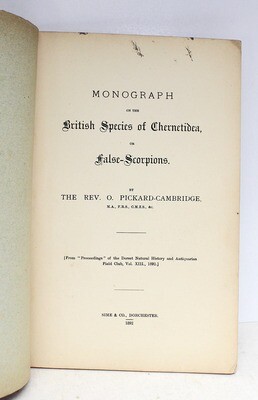 MONOGRAPH
ON THE
British Species of Chernetidea,
OR
False-Scorpions.
BY
THE REV. O. PICKARD-CAMBRIDGE,
M.A., F.R.S., C.M.Z.S., &c.
[From "Proceedings" of the Dorset Natural History and Antiquarian
Field Club, Vol. XIII., 1892.]
SIME & CO., DORCHESTER.
1892